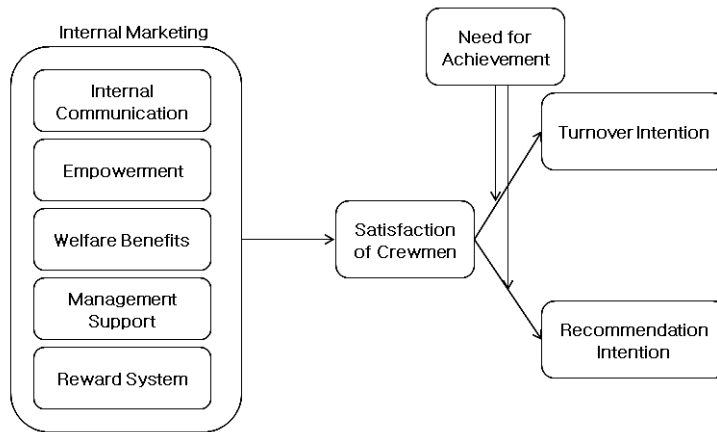 Internal Marketing
Internal
Communication
Empowerment
Welfare Benefits
Management
Support
Reward System
Satisfaction
of Crewmen
Need for
Achievement
Turnover Intention
Recommendation
Intention